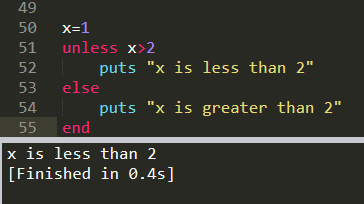 49
50 x=1
51 unless x>2
52     puts "x is less than 2"
53 else
54     puts "x is greater than 2"
55 end
x is less than 2
[Finished in 0.4s]